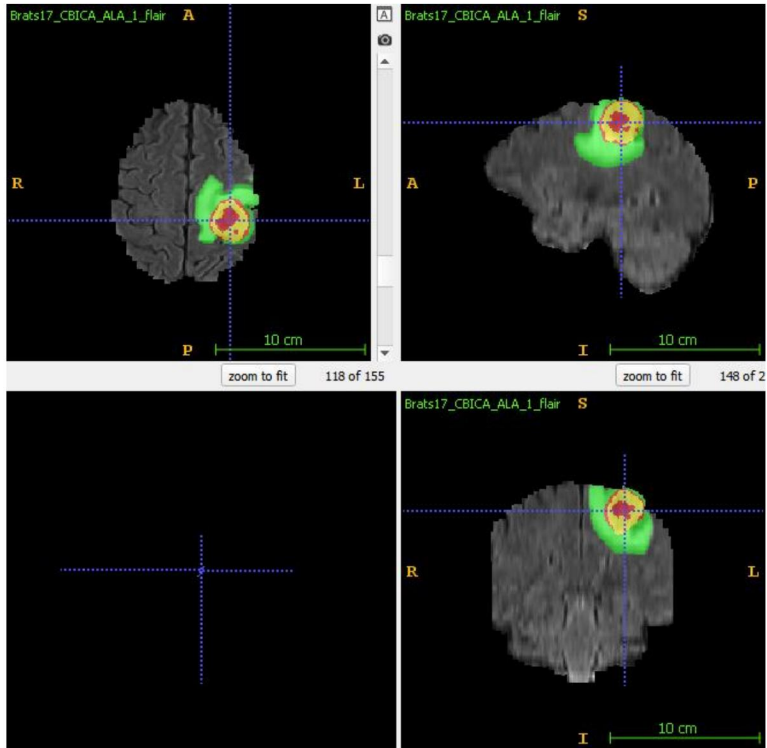 Brats17_CBICA_ALA_1_flair A
A
R L
10 cm
P
zoom to fit 118 of 155
Brats17_CBICA_ALA_1_flair S
A P
10 cm
I
zoom to fit 148 of 2
Brats17_CBICA_ALA_1_flair S
R L
10 cm
I